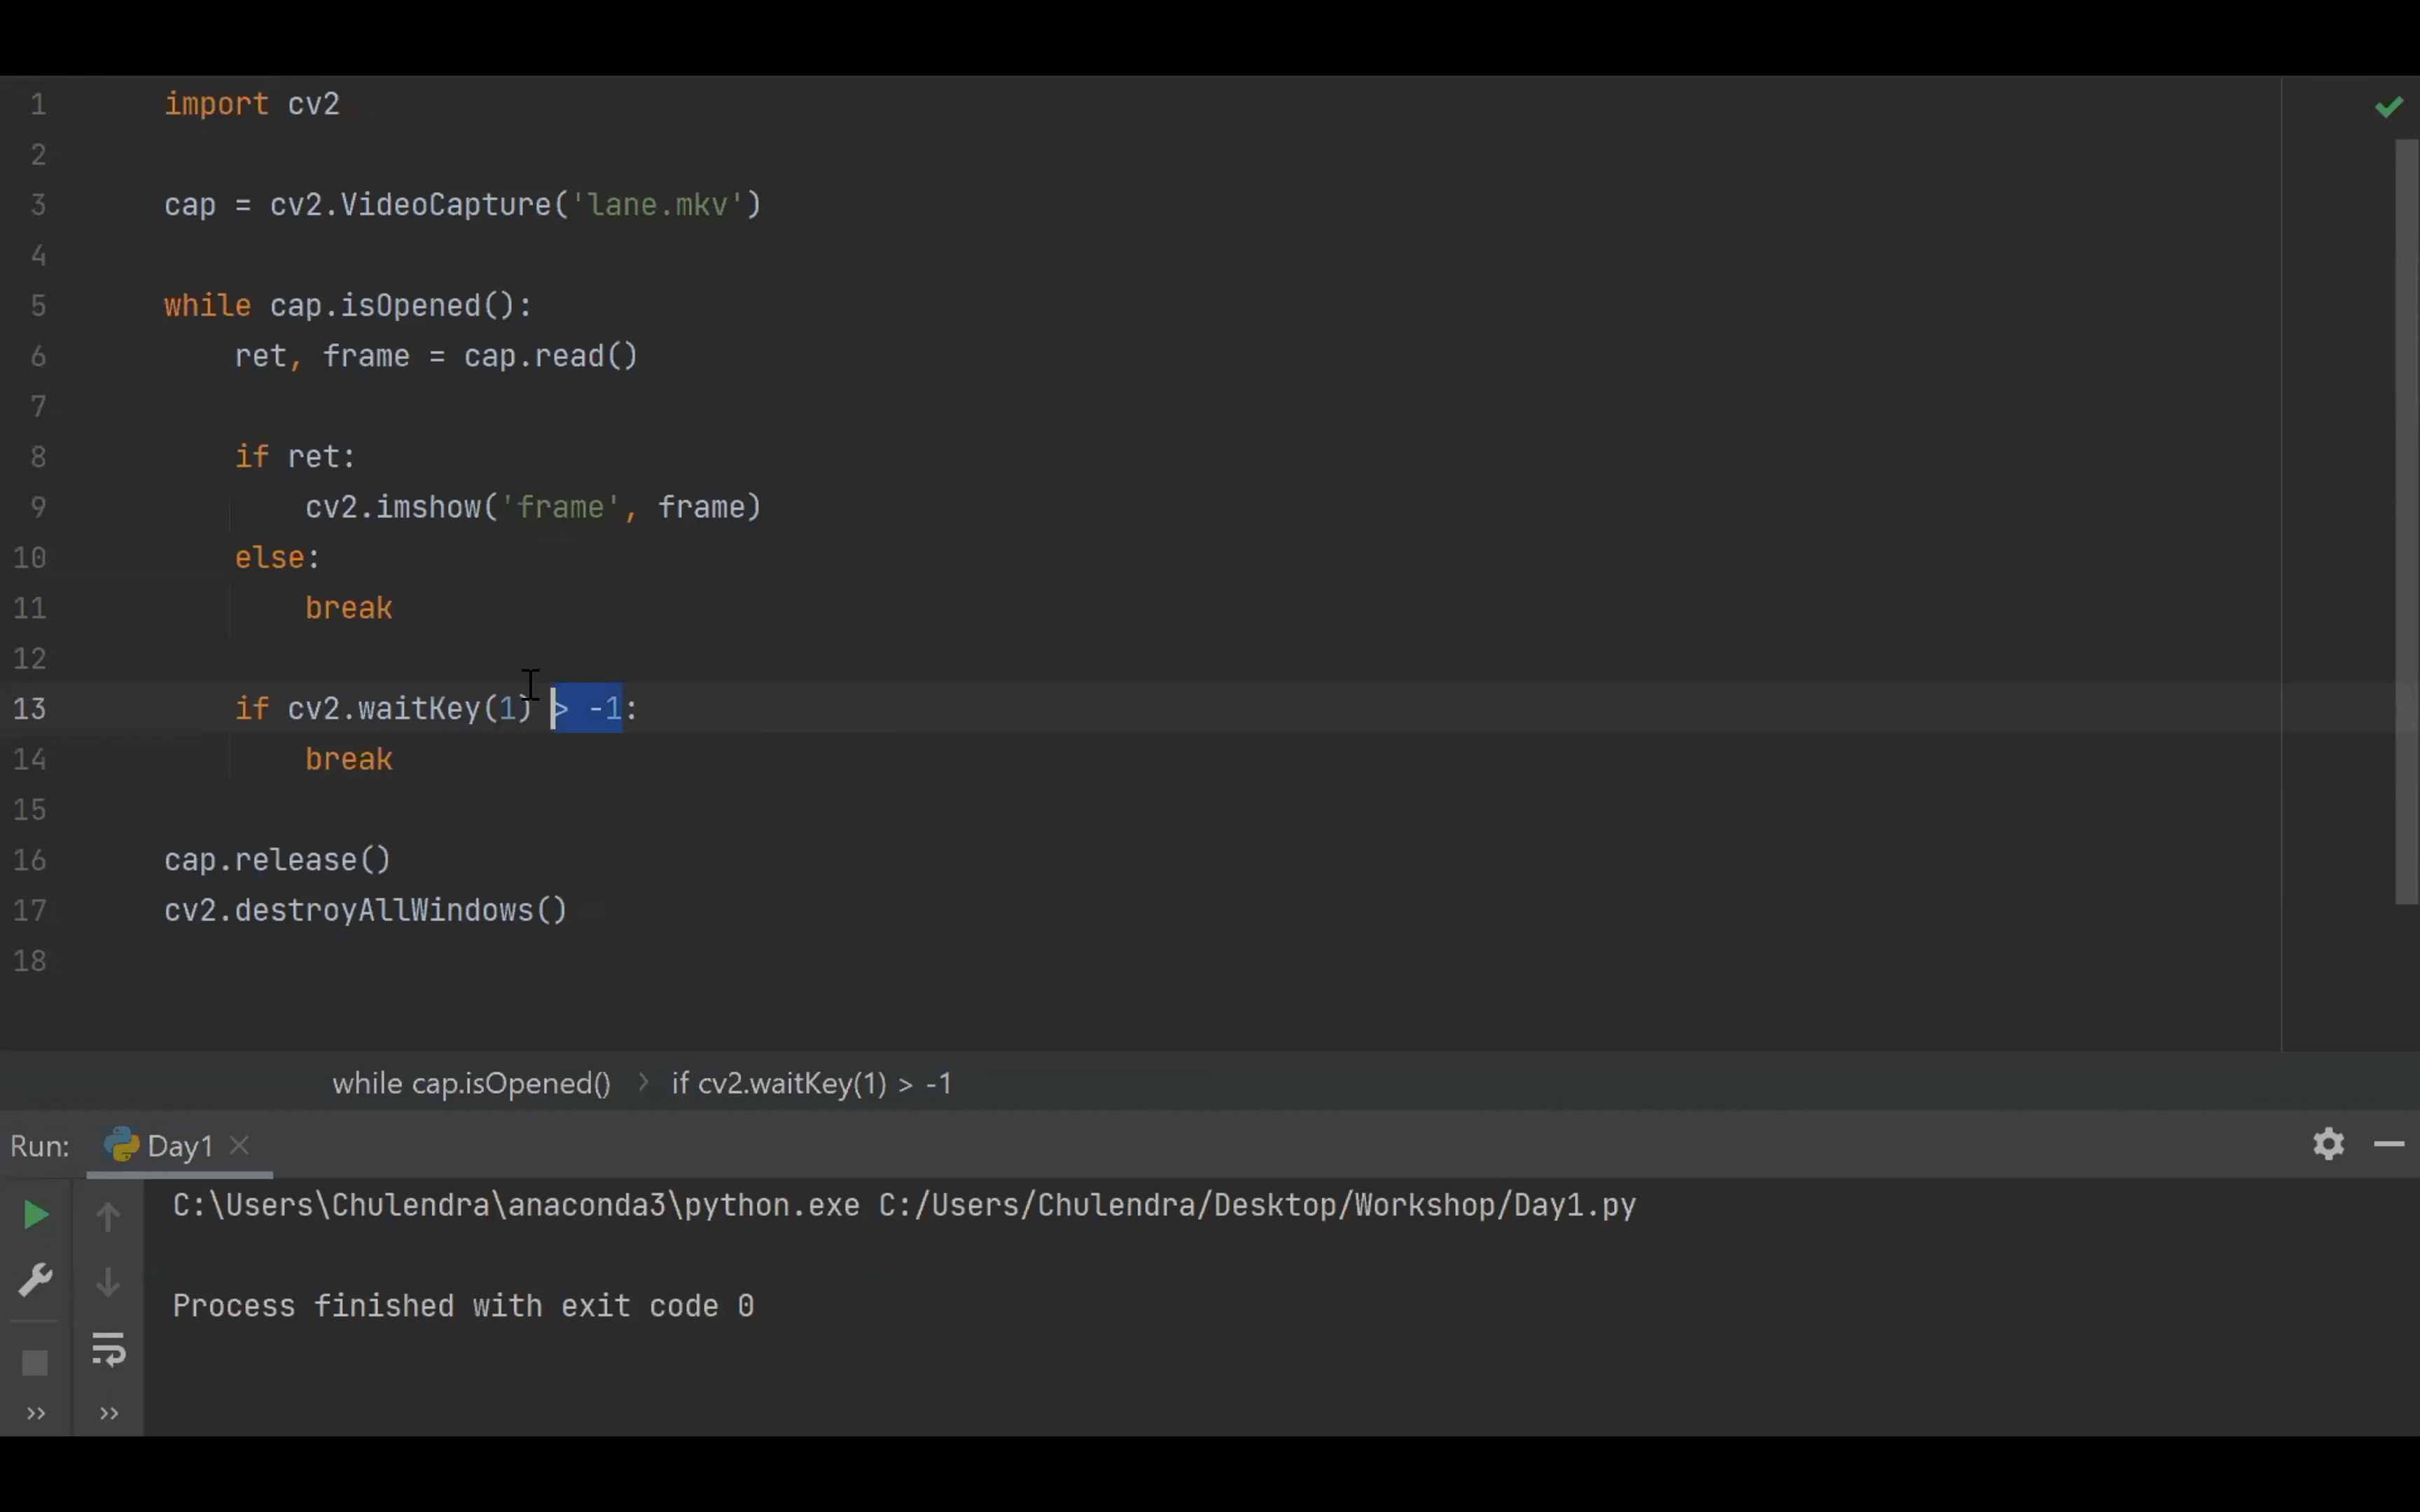 1 import cv2
2
3 cap = cv2.VideoCapture('lane.mkv')
4
5 while cap.isOpened():
6     ret, frame = cap.read()
7
8     if ret:
9         cv2.imshow('frame', frame)
10     else:
11         break
12
13     if cv2.waitKey(1) > -1:
14         break
15
16 cap.release()
17 cv2.destroyAllWindows()
18
while cap.isOpened() > if cv2.waitKey(1) > -1
Run: Day1
C:\Users\Chulendra\anaconda3\python.exe C:/Users/Chulendra/Desktop/Workshop/Day1.py
Process finished with exit code 0